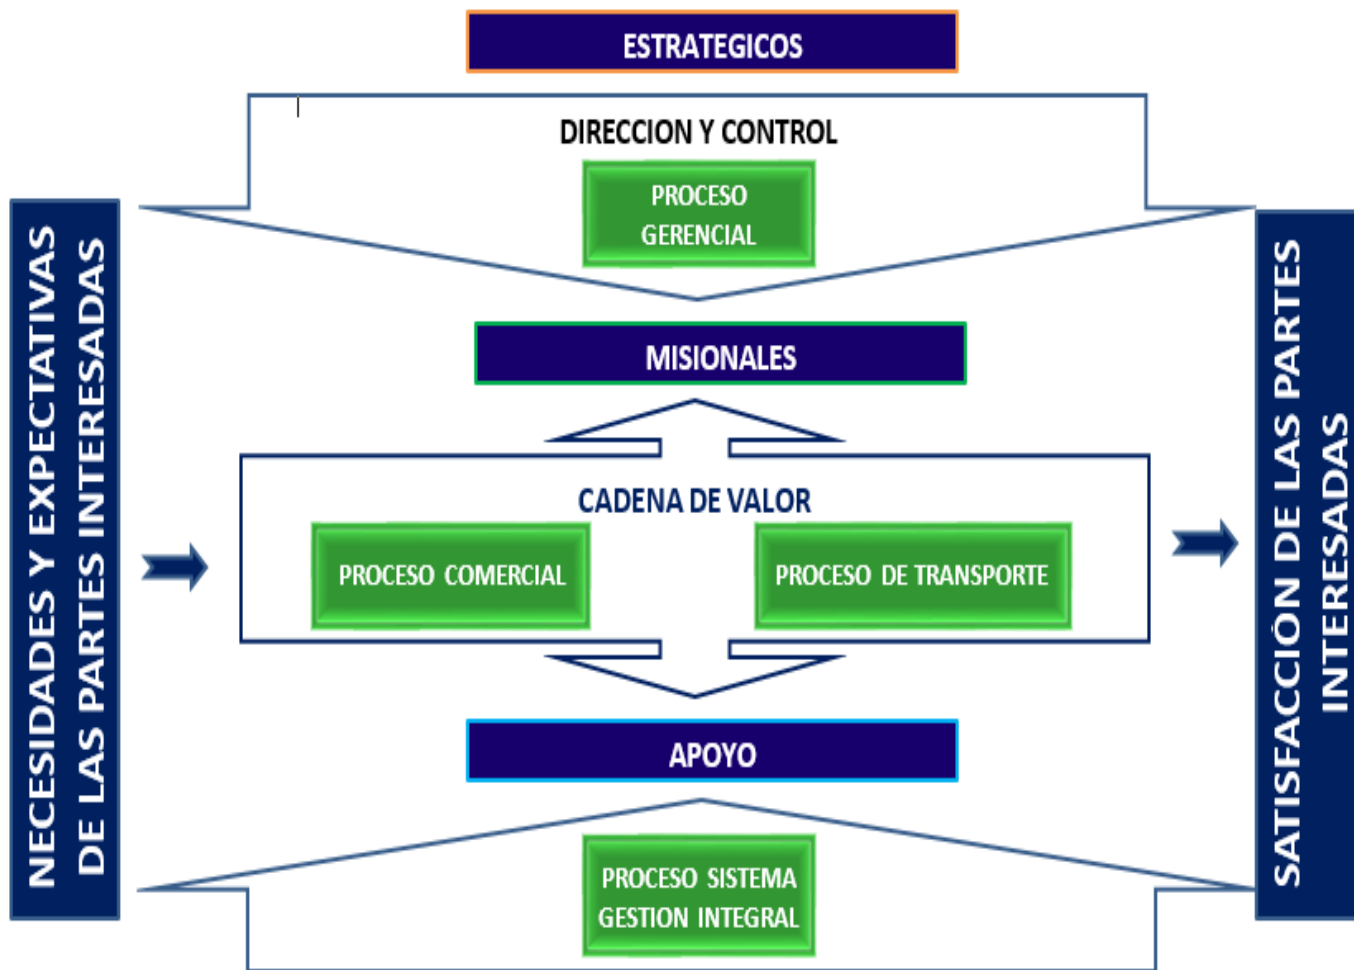 ESTRATEGICOS
DIRECCION Y CONTROL
PROCESO
GERENCIAL
NECESIDADES Y EXPECTATIVAS
DE LAS PARTES INTERESADAS
MISIONALES
CADENA DE VALOR
PROCESO COMERCIAL
PROCESO DE TRANSPORTE
SATISFACCIÓN DE LAS PARTES
INTERESADAS
APOYO
PROCESO SISTEMA
GESTION INTEGRAL